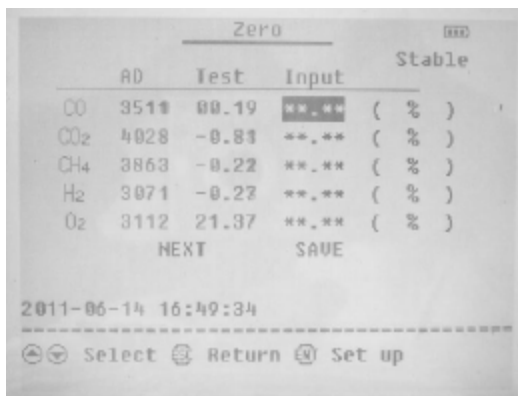 Zero
Stable
AD Test Input
CO 3511 00.19 **.** ( % )
CO₂ 4028 -0.81 **.** ( % )
CH₄ 3863 -0.22 **.** ( % )
H₂ 3071 -0.23 **.** ( % )
O₂ 3112 21.37 **.** ( % )
NEXT SAVE
2011-06-14 16:49:34
Select Return Set up